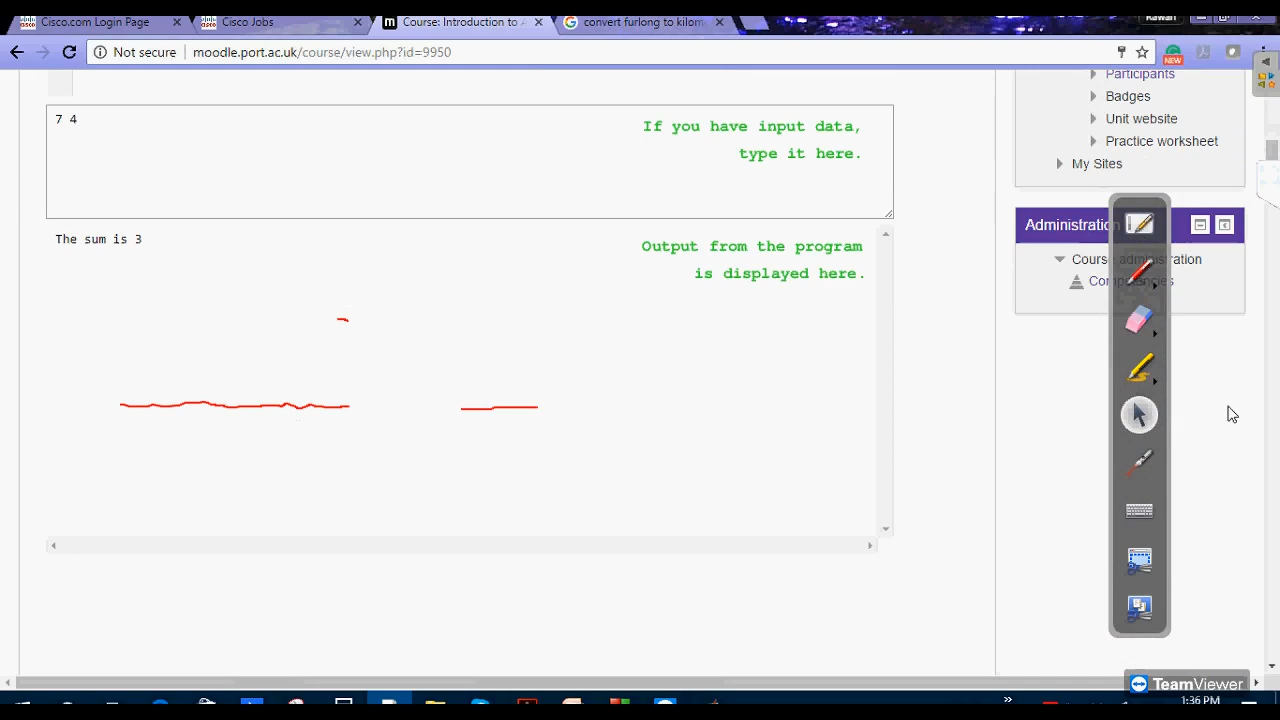 Cisco.com Login Page
Cisco Jobs
Course: Introduction to A
convert furlong to kilom
Rawan
Not secure
moodle.port.ac.uk/course/view.php?id=9950
NEW
7 4
If you have input data,
type it here.
The sum is 3
Output from the program
is displayed here.
Participants
Badges
Unit website
Practice worksheet
My Sites
Administration
Course administration
Competencies
TeamViewer
1:36 PM